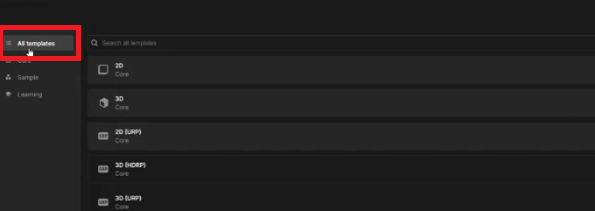 All templates
Core
Sample
Learning
Search all templates
2D
Core
3D
Core
2D (URP)
Core
3D (HDRP)
Core
3D (URP)
Core